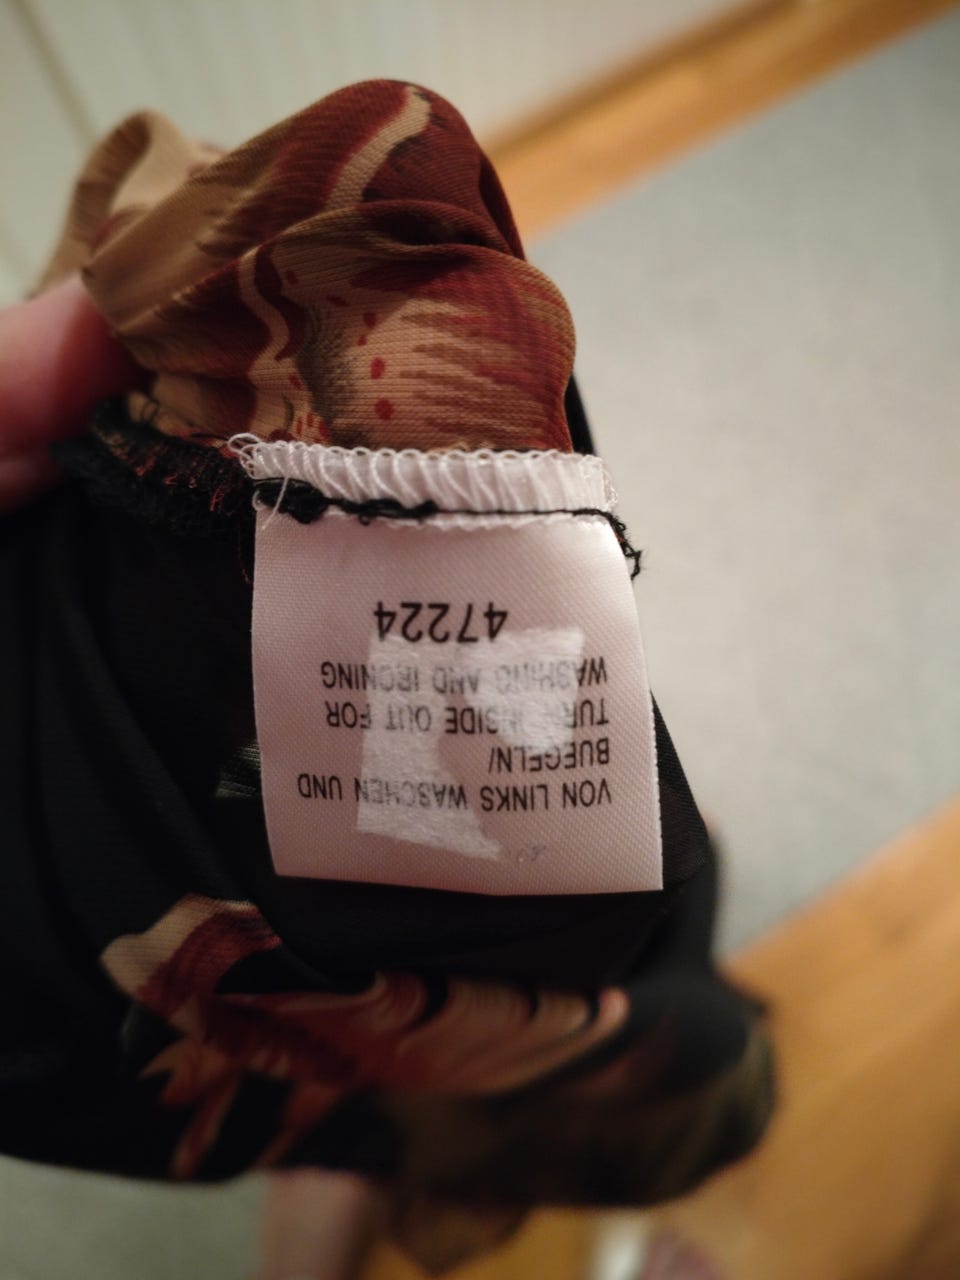 VON LINKS WASCHEN UND
BUEGELN/
TURN INSIDE OUT FOR
WASHING AND IRONING
47224